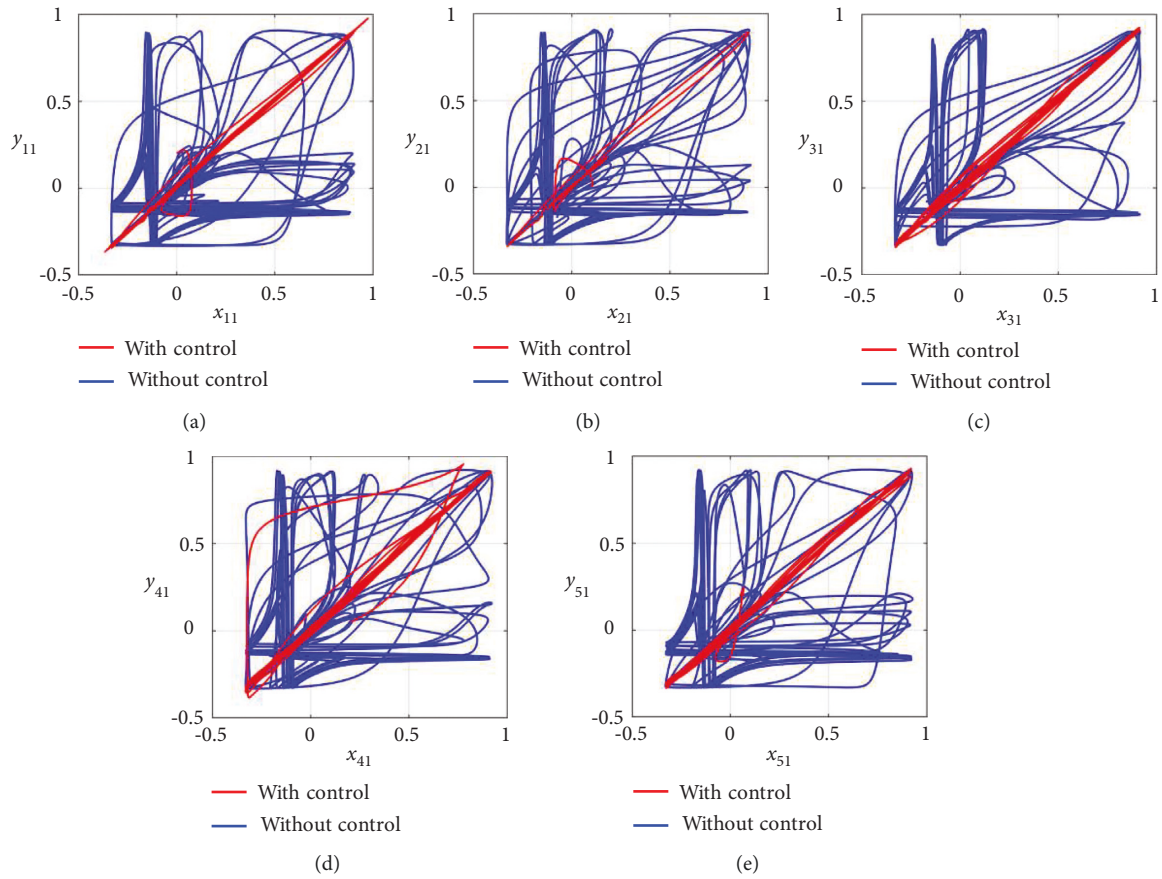 1
1
1
0.5
0.5
0.5
y11
y21
y31
0
0
0
-0.5
-0.5
-0.5
-0.5 0 0.5 1
-0.5 0 0.5 1
-0.5 0 0.5 1
x11
x21
x31
With control
With control
With control
Without control
Without control
Without control
(a)
(b)
(c)
1
1
0.5
0.5
y41
y51
0
0
-0.5
-0.5
-0.5 0 0.5 1
-0.5 0 0.5 1
x41
x51
With control
With control
Without control
Without control
(d)
(e)